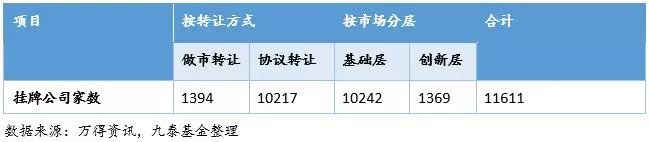 项目 按转让方式 按市场分层 合计
做市转让 协议转让 基础层 创新层
挂牌公司家数 1394 10217 10242 1369 11611
数据来源：万得资讯，九泰基金整理